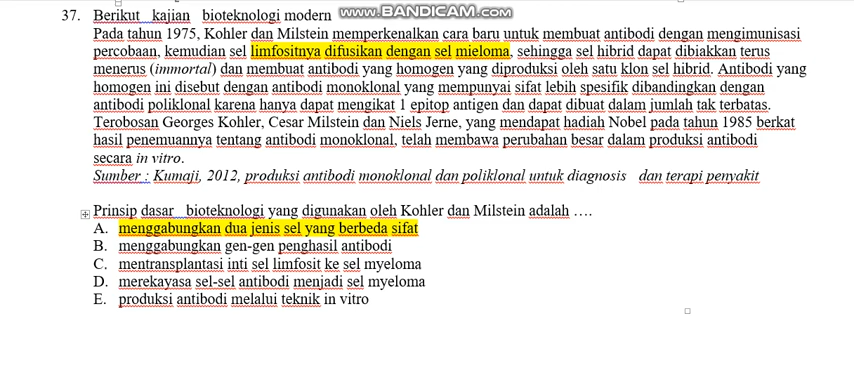 www.BANDICAM.com
37. Berikut kajian bioteknologi modern
Pada tahun 1975, Kohler dan Milstein memperkenalkan cara baru untuk membuat antibodi dengan mengimunisasi
percobaan, kemudian sel limfositnya difusikan dengan sel mieloma, sehingga sel hibrid dapat dibiakkan terus
menerus (immortal) dan membuat antibodi yang homogen yang diproduksi oleh satu klon sel hibrid. Antibodi yang
homogen ini disebut dengan antibodi monoklonal yang mempunyai sifat lebih spesifik dibandingkan dengan
antibodi poliklonal karena hanya dapat mengikat 1 epitop antigen dan dapat dibuat dalam jumlah tak terbatas.
Terobosan Georges Kohler, Cesar Milstein dan Niels Jerne, yang mendapat hadiah Nobel pada tahun 1985 berkat
hasil penemuannya tentang antibodi monoklonal, telah membawa perubahan besar dalam produksi antibodi
secara in vitro.
Sumber : Kumaji, 2012, produksi antibodi monoklonal dan poliklonal untuk diagnosis dan terapi penyakit
Prinsip dasar bioteknologi yang digunakan oleh Kohler dan Milstein adalah ….
A. menggabungkan dua jenis sel yang berbeda sifat
B. menggabungkan gen-gen penghasil antibodi
C. mentransplantasi inti sel limfosit ke sel myeloma
D. merekayasa sel-sel antibodi menjadi sel myeloma
E. produksi antibodi melalui teknik in vitro